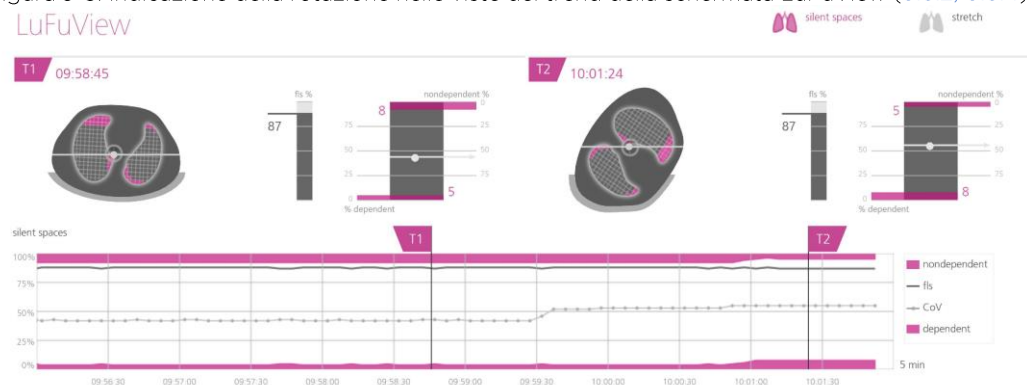 LuFuView
silent spaces
stretch
T1
09:58:45
fls %
87
nondependent %
8
0
75
25
50
50
25
75
0
5
% dependent
T2
10:01:24
fls %
87
nondependent %
5
0
75
25
50
50
25
75
0
8
% dependent
silent spaces
T1
T2
100%
75%
50%
25%
0%
nondependent
fls
CoV
dependent
5 min
09:56:30
09:57:00
09:57:30
09:58:00
09:58:30
09:59:00
09:59:30
10:00:00
10:00:30
10:01:00
10:01:30